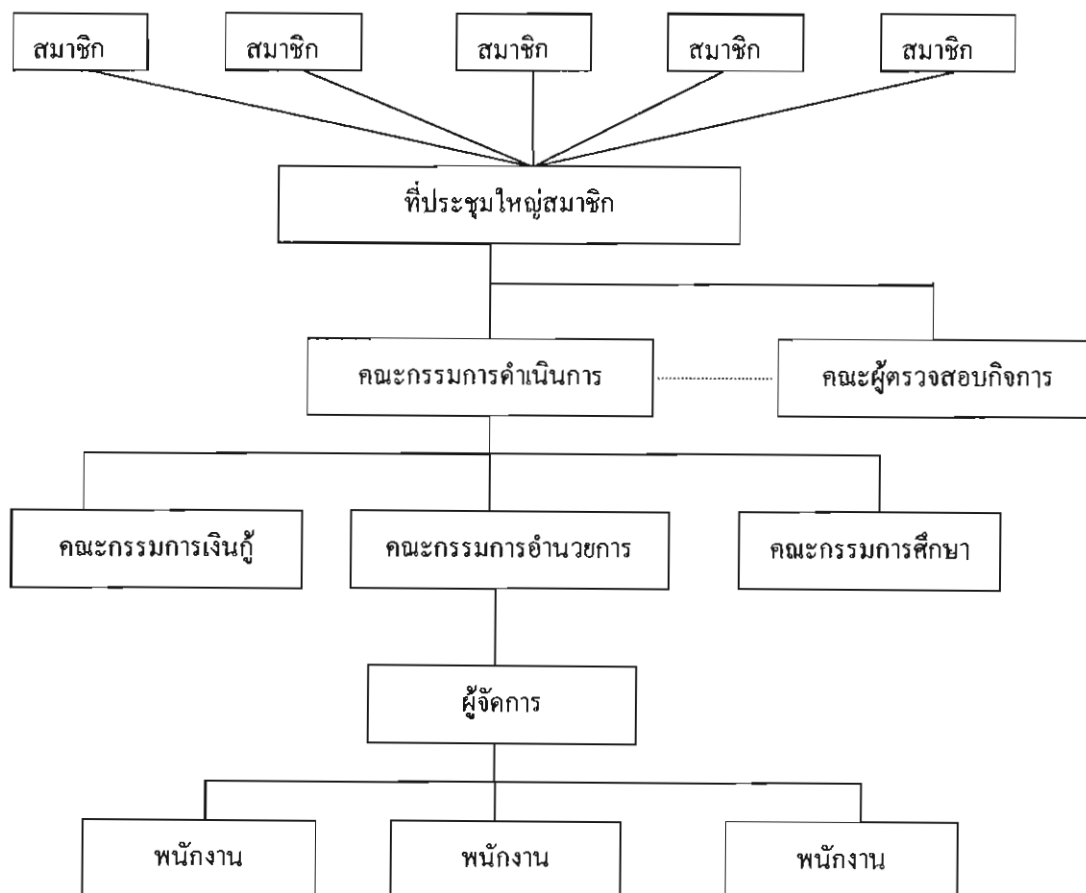 สมาชิก
สมาชิก
สมาชิก
สมาชิก
สมาชิก
ที่ประชุมใหญ่สมาชิก
คณะกรรมการดำเนินการ
คณะผู้ตรวจสอบกิจการ
คณะกรรมการเงินกู้
คณะกรรมการอำนวยการ
คณะกรรมการศึกษา
ผู้จัดการ
พนักงาน
พนักงาน
พนักงาน